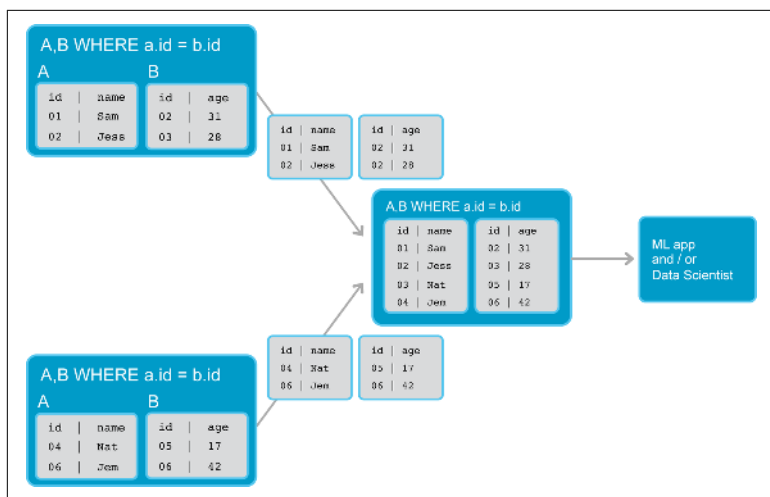 A,B WHERE a.id = b.id
A B
id | name id | age
01 | Sam 02 | 31
02 | Jess 03 | 28
id | name id | age
01 | Sam 02 | 31
02 | Jess 02 | 28
A.B WHERE a.id = b.id
id | name id | age
01 | Sam 02 | 31
02 | Jess 03 | 28
03 | Nat 05 | 17
04 | Jem 06 | 42
ML app
and / or
Data Scientist
id | name id | age
04 | Nat 05 | 17
06 | Jem 06 | 42
A,B WHERE a.id = b.id
A B
id | name id | age
04 | Nat 05 | 17
06 | Jem 06 | 42